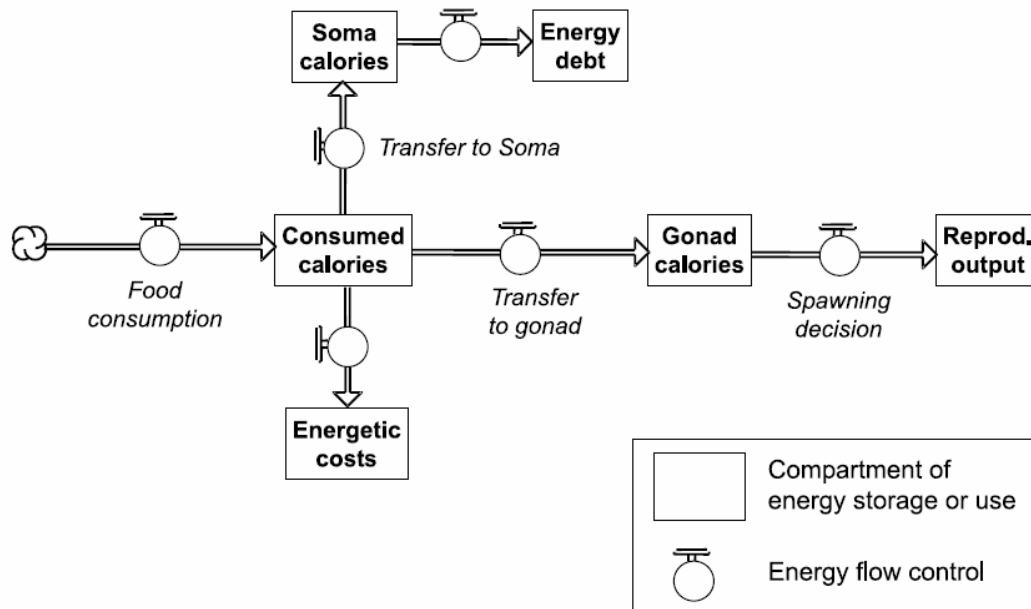 Soma
calories
Energy
debt
Transfer to Soma
Food
consumption
Consumed
calories
Transfer
to gonad
Gonad
calories
Spawning
decision
Reprod.
output
Energetic
costs
Compartment of
energy storage or use
Energy flow control